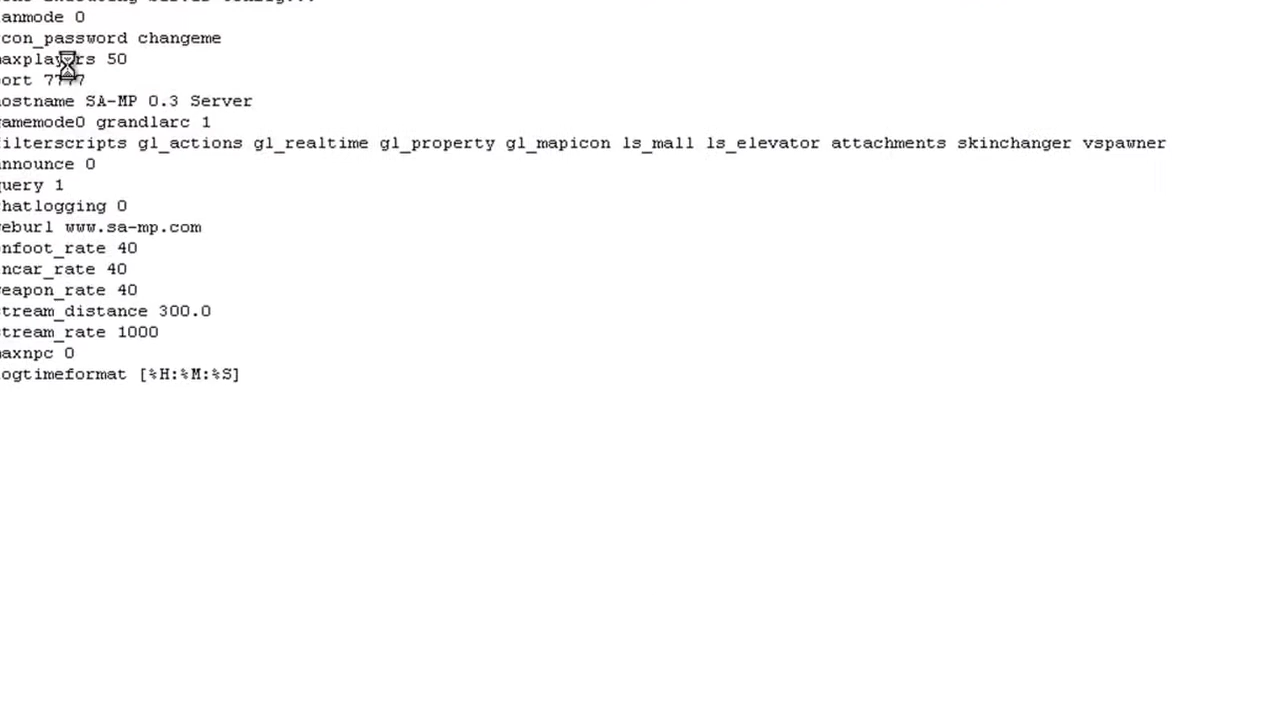 anmode 0
con_password changeme
axplayers 50
ort 7777
ostname SA-MP 0.3 Server
amemode0 grandlarc 1
ilterscripts gl_actions gl_realtime gl_property gl_mapicon ls_mall ls_elevator attachments skinchanger vspawner
nnounce 0
query 1
hatlogging 0
eburl www.sa-mp.com
nfoot_rate 40
ncar_rate 40
eapon_rate 40
tream_distance 300.0
tream_rate 1000
axnpc 0
ogtimeformat [%H:%M:%S]